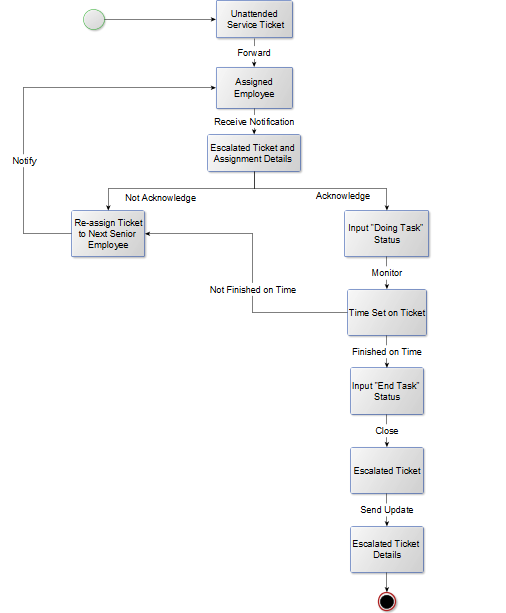 Unattended
Service Ticket
Forward
Assigned
Employee
Receive Notification
Escalated Ticket and
Assignment Details
Notify
Not Acknowledge
Acknowledge
Re-assign Ticket
to Next Senior
Employee
Input "Doing Task"
Status
Monitor
Not Finished on Time
Time Set on Ticket
Finished on Time
Input "End Task"
Status
Close
Escalated Ticket
Send Update
Escalated Ticket
Details